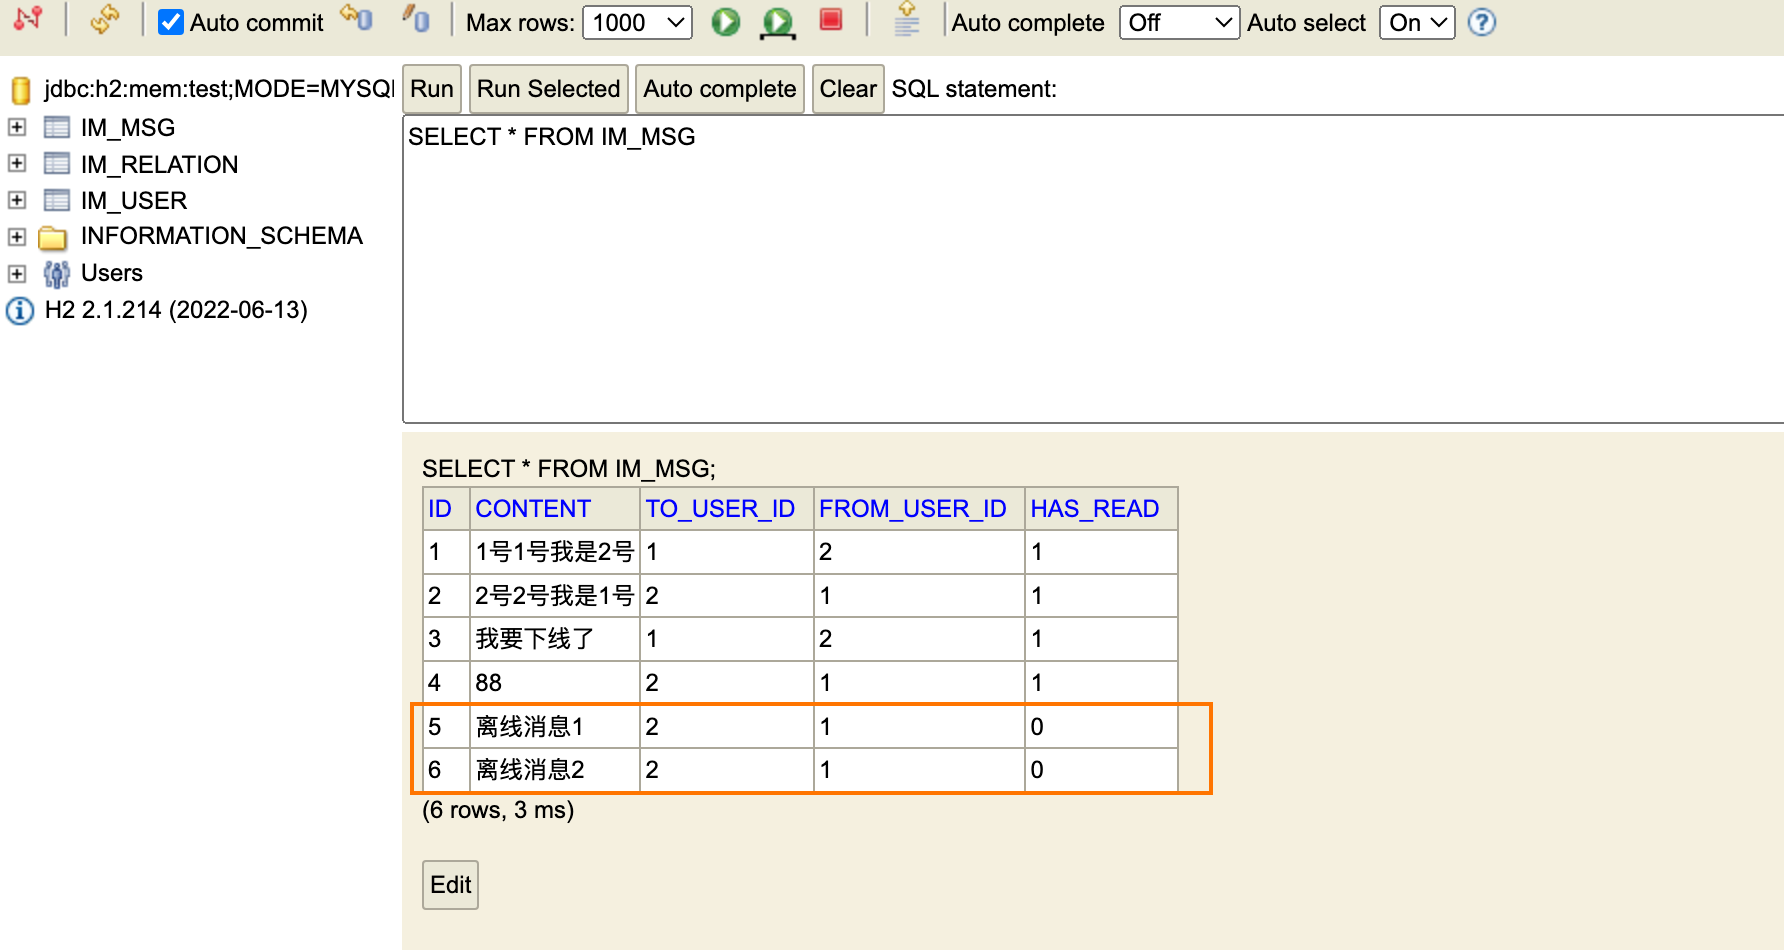 Auto commit Max rows: 1000 Auto complete Off Auto select On
jdbc:h2:mem:test;MODE=MYSQL
IM_MSG
IM_RELATION
IM_USER
INFORMATION_SCHEMA
Users
H2 2.1.214 (2022-06-13)
Run Run Selected Auto complete Clear SQL statement:
SELECT * FROM IM_MSG
SELECT * FROM IM_MSG;
ID CONTENT TO_USER_ID FROM_USER_ID HAS_READ
1 1号1号我是2号 1 2 1
2 2号2号我是1号 2 1 1
3 我要下线了 1 2 1
4 88 2 1 1
5 离线消息1 2 1 0
6 离线消息2 2 1 0
(6 rows, 3 ms)
Edit